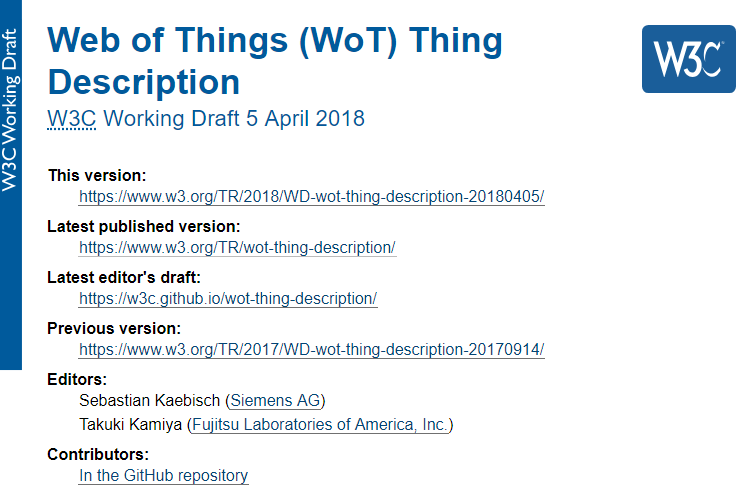 W3C Working Draft
Web of Things (WoT) Thing
Description
W3C
W3C Working Draft 5 April 2018
This version:
https://www.w3.org/TR/2018/WD-wot-thing-description-20180405/
Latest published version:
https://www.w3.org/TR/wot-thing-description/
Latest editor's draft:
https://w3c.github.io/wot-thing-description/
Previous version:
https://www.w3.org/TR/2017/WD-wot-thing-description-20170914/
Editors:
Sebastian Kaebisch (Siemens AG)
Takuki Kamiya (Fujitsu Laboratories of America, Inc.)
Contributors:
In the GitHub repository